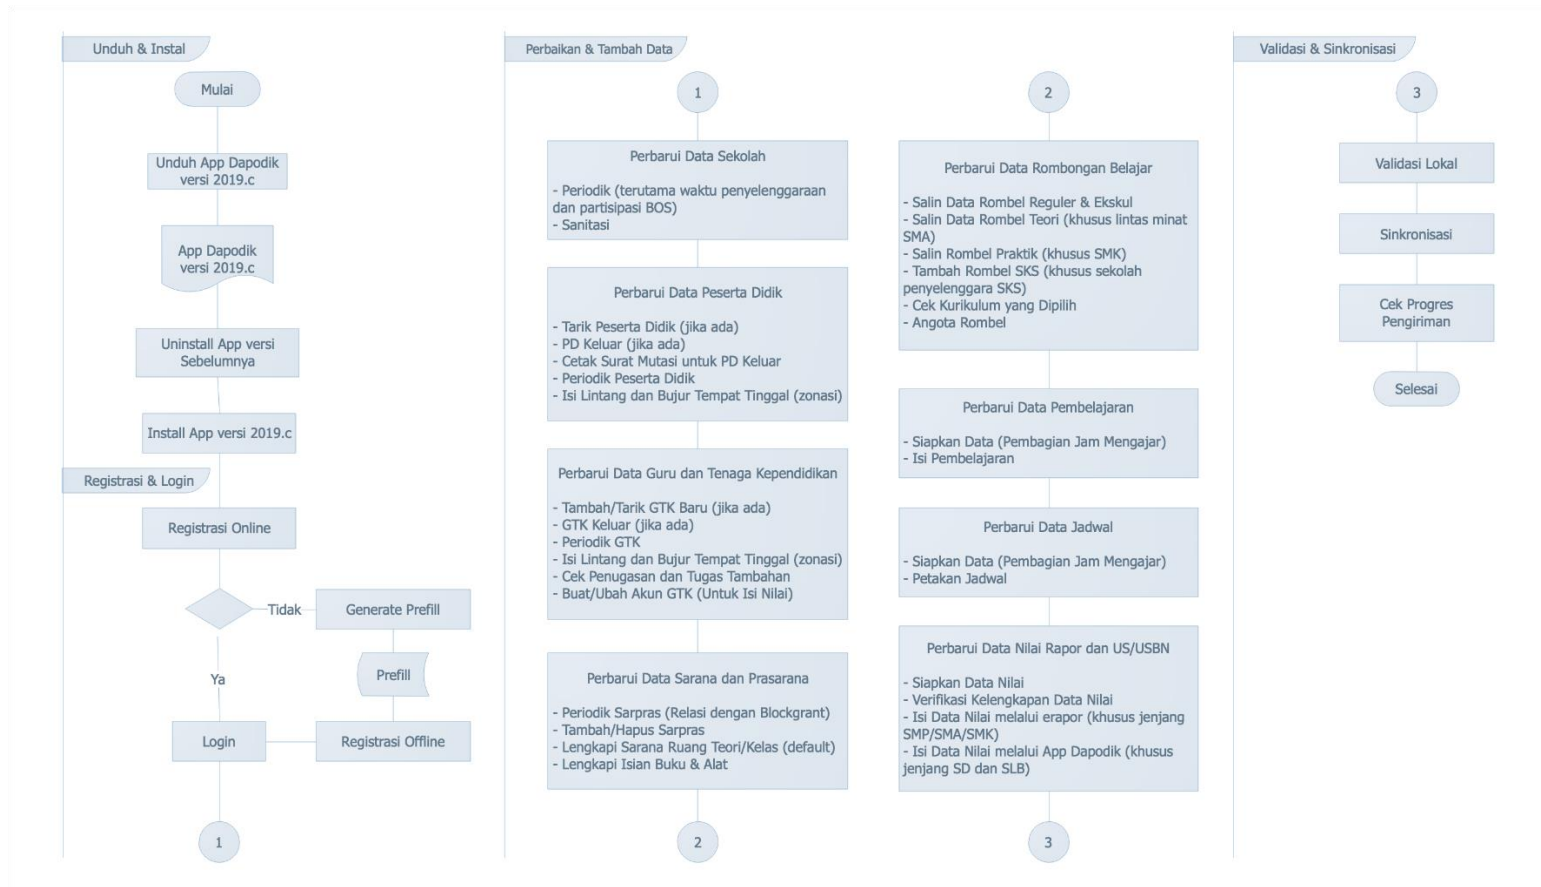 Unduh & Instal
Mulai
Unduh App Dapodik
versi 2019.c
App Dapodik
versi 2019.c
Uninstall App versi
Sebelumnya
Install App versi 2019.c
Registrasi & Login
Registrasi Online
Tidak
Generate Prefill
Ya
Prefill
Login
Registrasi Offline
1
Perbaikan & Tambah Data
1
Perbarui Data Sekolah
- Periodik (terutama waktu penyelenggaraan
dan partisipasi BOS)
- Sanitasi
Perbarui Data Peserta Didik
- Tarik Peserta Didik (jika ada)
- PD Keluar (jika ada)
- Cetak Surat Mutasi untuk PD Keluar
- Periodik Peserta Didik
- Isi Lintang dan Bujur Tempat Tinggal (zonasi)
Perbarui Data Guru dan Tenaga Kependidikan
- Tambah/Tarik GTK Baru (jika ada)
- GTK Keluar (jika ada)
- Periodik GTK
- Isi Lintang dan Bujur Tempat Tinggal (zonasi)
- Cek Penugasan dan Tugas Tambahan
- Buat/Ubah Akun GTK (Untuk Isi Nilai)
Perbarui Data Sarana dan Prasarana
- Periodik Sarpras (Relasi dengan Blockgrant)
- Tambah/Hapus Sarpras
- Lengkapi Sarana Ruang Teori/Kelas (default)
- Lengkapi Isian Buku & Alat
2
2
Perbarui Data Rombongan Belajar
- Salin Data Rombel Reguler & Ekskul
- Salin Data Rombel Teori (khusus lintas minat
SMA)
- Salin Rombel Praktik (khusus SMK)
- Tambah Rombel SKS (khusus sekolah
penyelenggara SKS)
- Cek Kurikulum yang Dipilih
- Angota Rombel
Perbarui Data Pembelajaran
- Siapkan Data (Pembagian Jam Mengajar)
- Isi Pembelajaran
Perbarui Data Jadwal
- Siapkan Data (Pembagian Jam Mengajar)
- Petakan Jadwal
Perbarui Data Nilai Rapor dan US/USBN
- Siapkan Data Nilai
- Verifikasi Kelengkapan Data Nilai
- Isi Data Nilai melalui erapor (khusus jenjang
SMP/SMA/SMK)
- Isi Data Nilai melalui App Dapodik (khusus
jenjang SD dan SLB)
3
Validasi & Sinkronisasi
3
Validasi Lokal
Sinkronisasi
Cek Progres
Pengiriman
Selesai